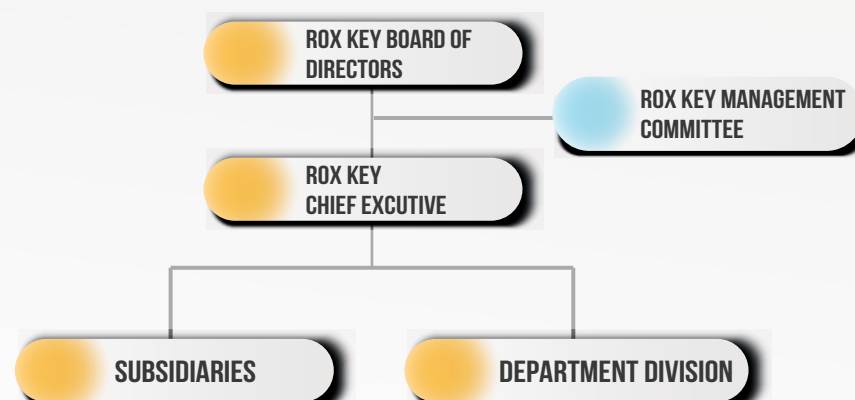 ROX KEY BOARD OF
DIRECTORS
ROX KEY MANAGEMENT
COMMITTEE
ROX KEY
CHIEF EXCUTIVE
SUBSIDIARIES
DEPARTMENT DIVISION